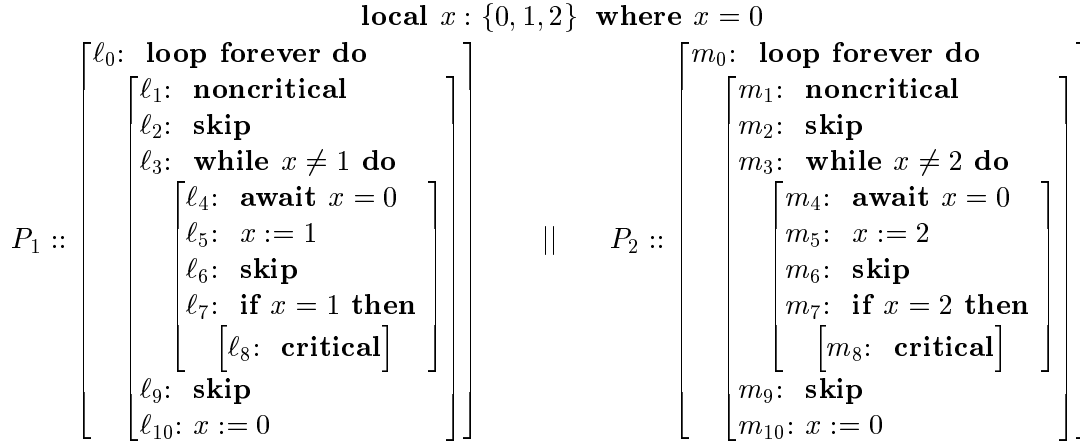 local x : {0, 1, 2} where x = 0
P₁ ::
ℓ₀: loop forever do
ℓ₁: noncritical
ℓ₂: skip
ℓ₃: while x ≠ 1 do
ℓ₄: await x = 0
ℓ₅: x := 1
ℓ₆: skip
ℓ₇: if x = 1 then
ℓ₈: critical
ℓ₉: skip
ℓ₁₀: x := 0
||
P₂ ::
m₀: loop forever do
m₁: noncritical
m₂: skip
m₃: while x ≠ 2 do
m₄: await x = 0
m₅: x := 2
m₆: skip
m₇: if x = 2 then
m₈: critical
m₉: skip
m₁₀: x := 0